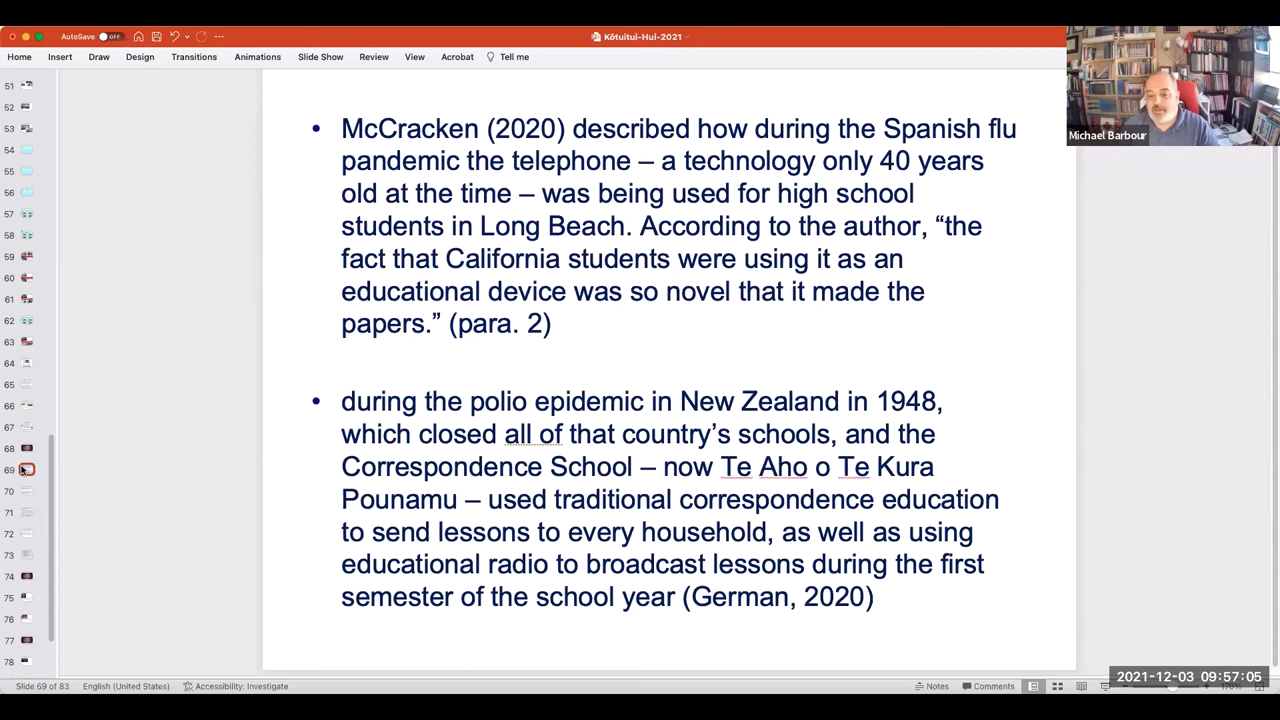 AutoSave OFF
Kōtuitui-Hui-2021
Home Insert Draw Design Transitions Animations Slide Show Review View Acrobat Tell me
Michael Barbour
51
52
53
54
55
56
57
58
59
60
61
62
63
64
65
66
67
68
69
70
71
72
73
74
75
76
77
78
• McCracken (2020) described how during the Spanish flu
pandemic the telephone – a technology only 40 years
old at the time – was being used for high school
students in Long Beach. According to the author, “the
fact that California students were using it as an
educational device was so novel that it made the
papers.” (para. 2)
• during the polio epidemic in New Zealand in 1948,
which closed all of that country’s schools, and the
Correspondence School – now Te Aho o Te Kura
Pounamu – used traditional correspondence education
to send lessons to every household, as well as using
educational radio to broadcast lessons during the first
semester of the school year (German, 2020)
Slide 69 of 83 English (United States) Accessibility: Investigate Notes Comments
2021-12-03 09:57:05